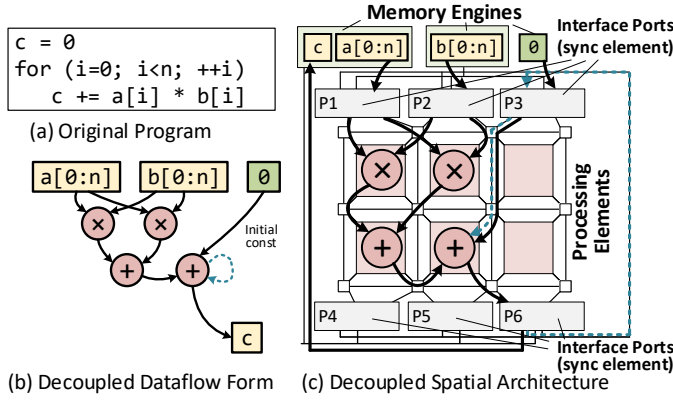 c = 0
for (i=0; i<n; ++i)
c += a[i] * b[i]
(a) Original Program
a[0:n]
b[0:n]
0
×
×
Initial
const
+
+
c
(b) Decoupled Dataflow Form
Memory Engines
Interface Ports
(sync element)
c
a[0:n]
b[0:n]
0
P1
P2
P3
×
×
+
+
Processing
Elements
P4
P5
P6
Interface Ports
(sync element)
(c) Decoupled Spatial Architecture